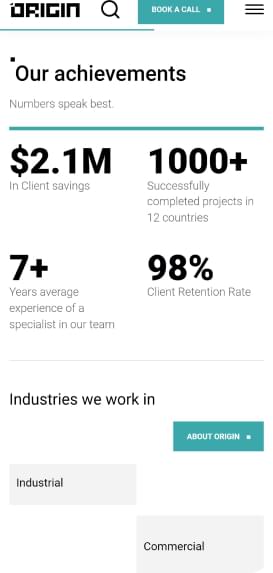 ORIGIN
BOOK A CALL
Our achievements
Numbers speak best.
$2.1M
In Client savings
1000+
Successfully
completed projects in
12 countries
7+
Years average
experience of a
specialist in our team
98%
Client Retention Rate
Industries we work in
ABOUT ORIGIN
Industrial
Commercial